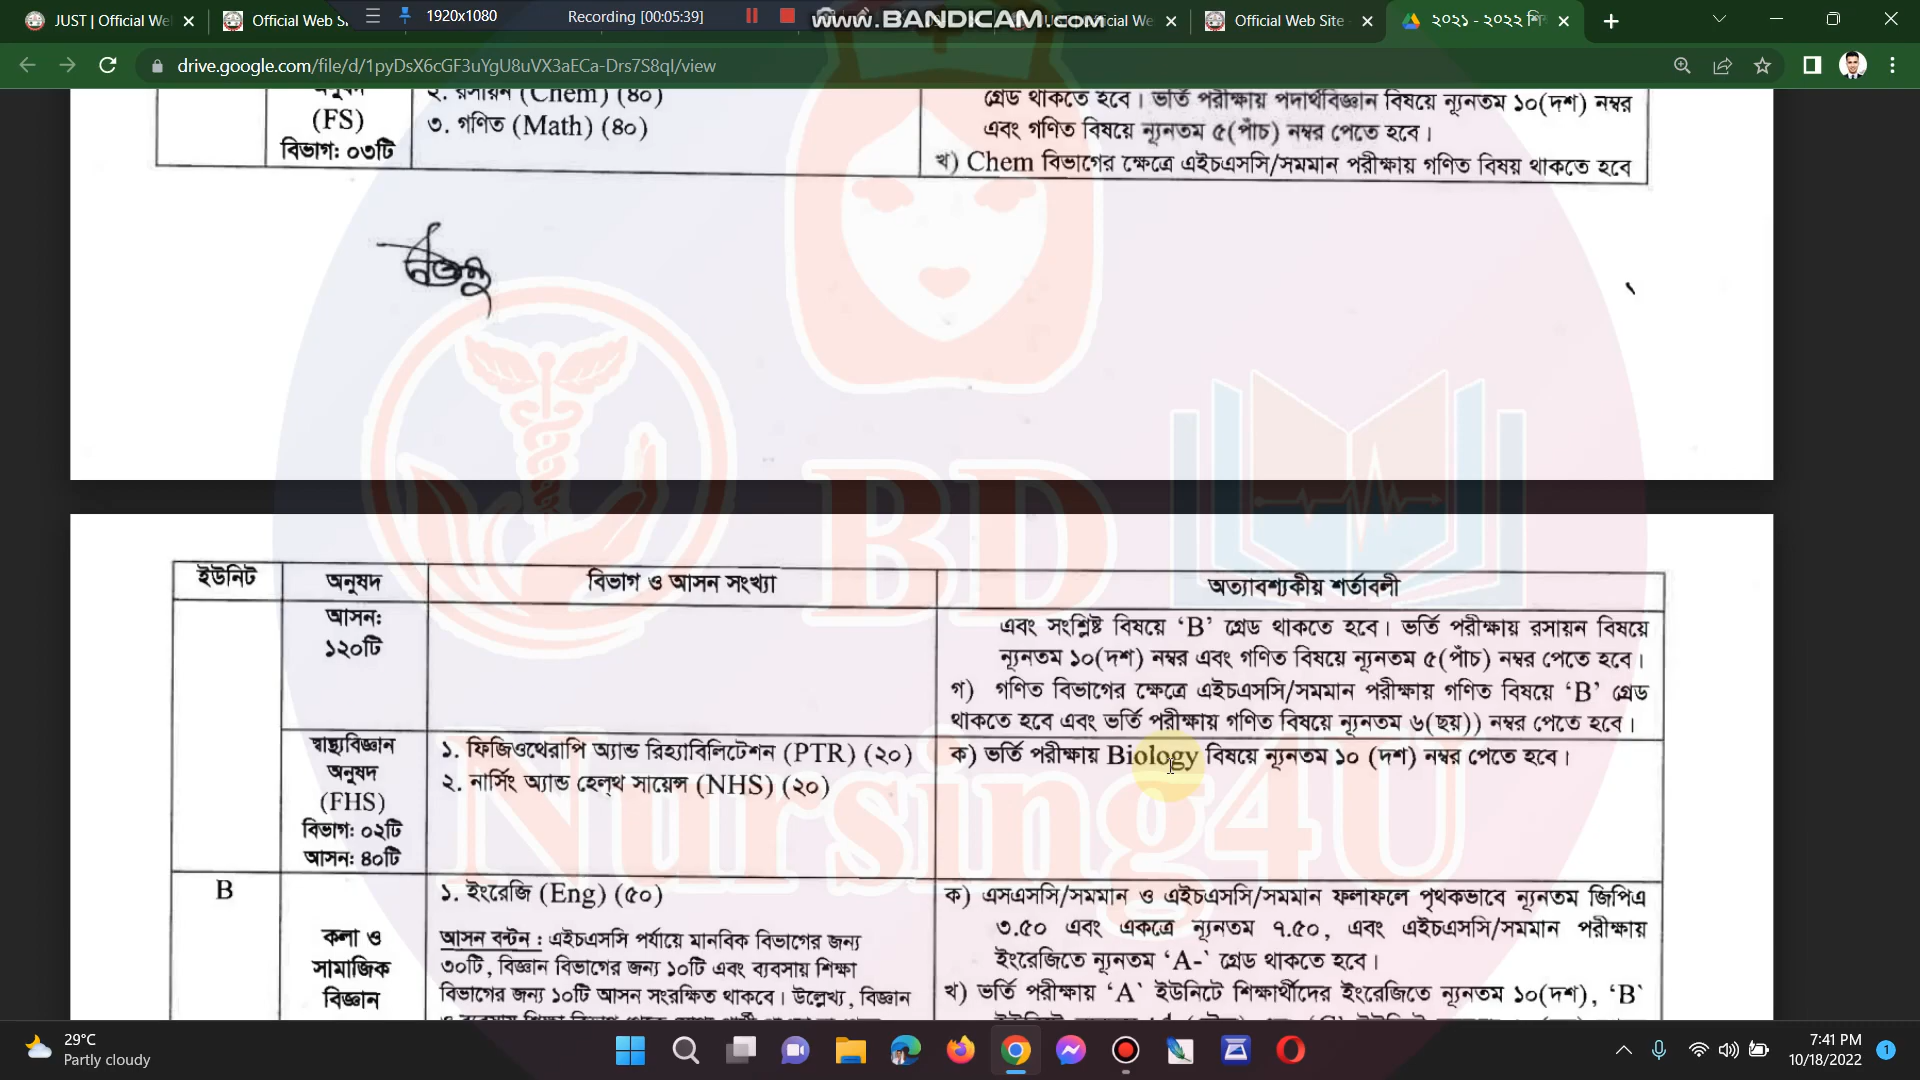 JUST | Official We
Official Web S
1920x1080
Recording [00:05:39]
www.BANDICAM.com
cial We
Official Web Site
২০২১ - ২০২২ শি
drive.google.com/file/d/1pyDsX6cGF3uYgU8uVX3aECa-Drs7S8ql/view
অনুষদ
(FS)
বিভাগ: ০৩টি
২. রসায়ন (Chem) (৪০)
৩. গণিত (Math) (৪০)
গ্রেড থাকতে হবে। ভর্তি পরীক্ষায় পদার্থবিজ্ঞান বিষয়ে ন্যূনতম ১০(দশ) নম্বর
এবং গণিত বিষয়ে ন্যূনতম ৫(পাঁচ) নম্বর পেতে হবে।
খ) Chem বিভাগের ক্ষেত্রে এইচএসসি/সমমান পরীক্ষায় গণিত বিষয় থাকতে হবে
BD
Nursing4U
ইউনিট
অনুষদ
বিভাগ ও আসন সংখ্যা
অত্যাবশ্যকীয় শর্তাবলী
আসন:
১২০টি
এবং সংশ্লিষ্ট বিষয়ে ‘B’ গ্রেড থাকতে হবে। ভর্তি পরীক্ষায় রসায়ন বিষয়ে
ন্যূনতম ১০(দশ) নম্বর এবং গণিত বিষয়ে ন্যূনতম ৫(পাঁচ) নম্বর পেতে হবে।
গ) গণিত বিভাগের ক্ষেত্রে এইচএসসি/সমমান পরীক্ষায় গণিত বিষয়ে ‘B’ গ্রেড
থাকতে হবে এবং ভর্তি পরীক্ষায় গণিত বিষয়ে ন্যূনতম ৬(ছয়)) নম্বর পেতে হবে।
স্বাস্থ্যবিজ্ঞান
অনুষদ
(FHS)
বিভাগ: ০২টি
আসন: ৪০টি
১. ফিজিওথেরাপি অ্যান্ড রিহ্যাবিলিটেশন (PTR) (২০)
২. নার্সিং অ্যান্ড হেল্‌থ সায়েন্স (NHS) (২০)
ক) ভর্তি পরীক্ষায় Biology বিষয়ে ন্যূনতম ১০ (দশ) নম্বর পেতে হবে।
B
কলা ও
সামাজিক
বিজ্ঞান
১. ইংরেজি (Eng) (৫০)
আসন বন্টন : এইচএসসি পর্যায়ে মানবিক বিভাগের জন্য
৩০টি, বিজ্ঞান বিভাগের জন্য ১০টি এবং ব্যবসায় শিক্ষা
বিভাগের জন্য ১০টি আসন সংরক্ষিত থাকবে। উল্লেখ্য, বিজ্ঞান
ক) এসএসসি/সমমান ও এইচএসসি/সমমান ফলাফলে পৃথকভাবে ন্যূনতম জিপিএ
৩.৫০ এবং একত্রে ন্যূনতম ৭.৫০, এবং এইচএসসি/সমমান পরীক্ষায়
ইংরেজিতে ন্যূনতম ‘A-` গ্রেড থাকতে হবে।
খ) ভর্তি পরীক্ষায় ‘A` ইউনিটে শিক্ষার্থীদের ইংরেজিতে ন্যূনতম ১০(দশ), ‘B`
29°C
Partly cloudy
7:41 PM
10/18/2022
1